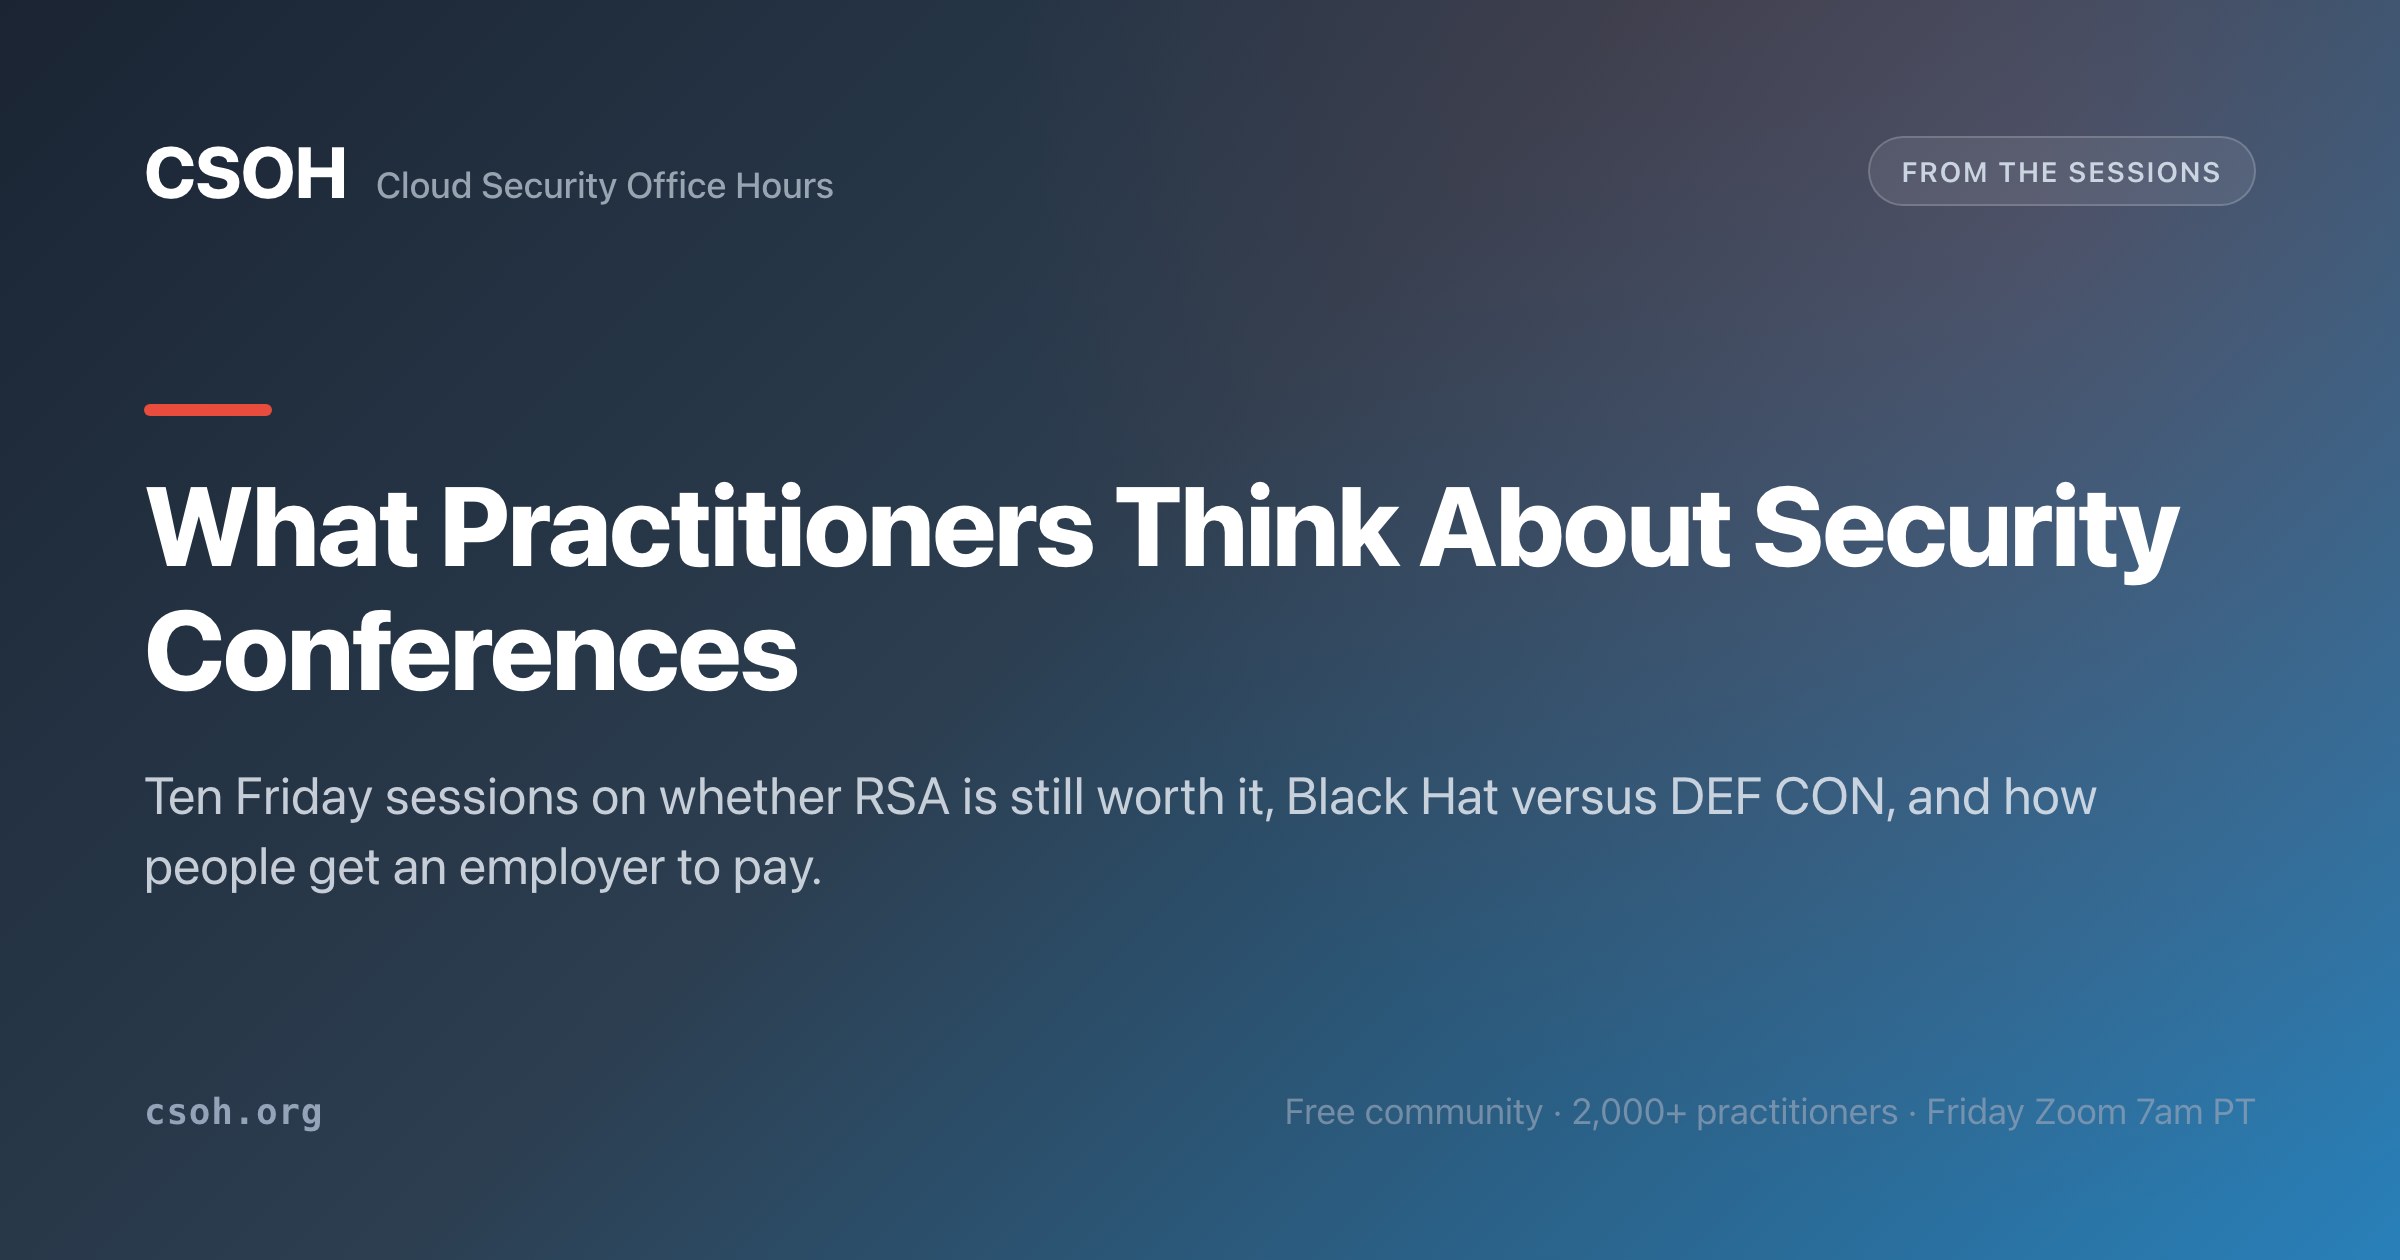 CSOH Cloud Security Office Hours
FROM THE SESSIONS
What Practitioners Think About Security
Conferences
Ten Friday sessions on whether RSA is still worth it, Black Hat versus DEF CON, and how
people get an employer to pay.
csoh.org
Free community · 2,000+ practitioners · Friday Zoom 7am PT